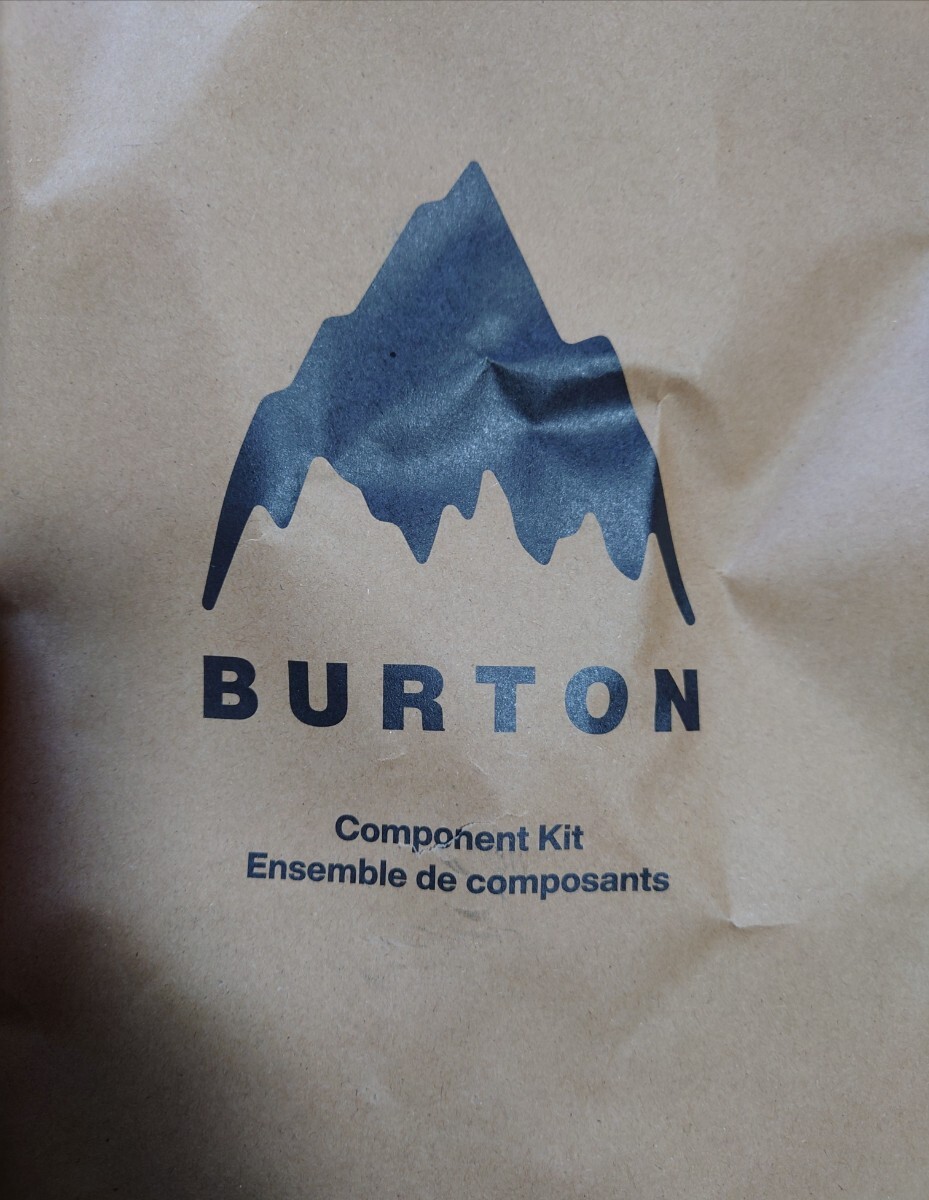 BURTON
Component Kit
Ensemble de composants